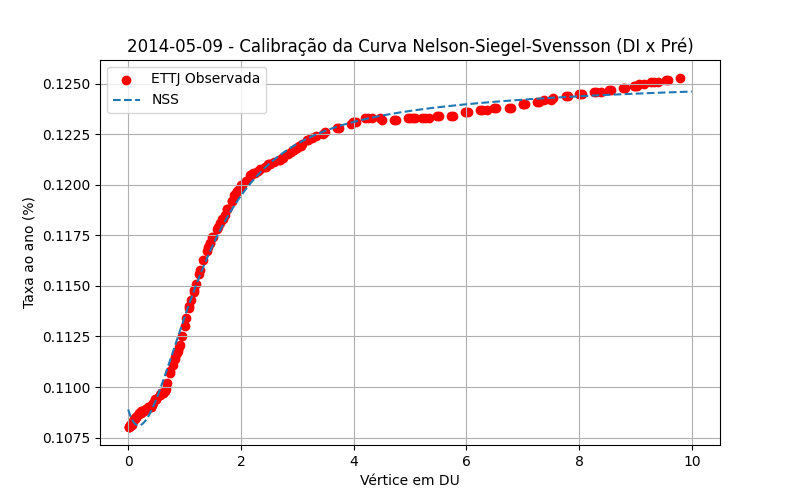 2014-05-09 - Calibração da Curva Nelson-Siegel-Svensson (DI x Pré)
ETTJ Observada
NSS
Taxa ao ano (%)
0.1250
0.1225
0.1200
0.1175
0.1150
0.1125
0.1100
0.1075
0 2 4 6 8 10
Vértice em DU